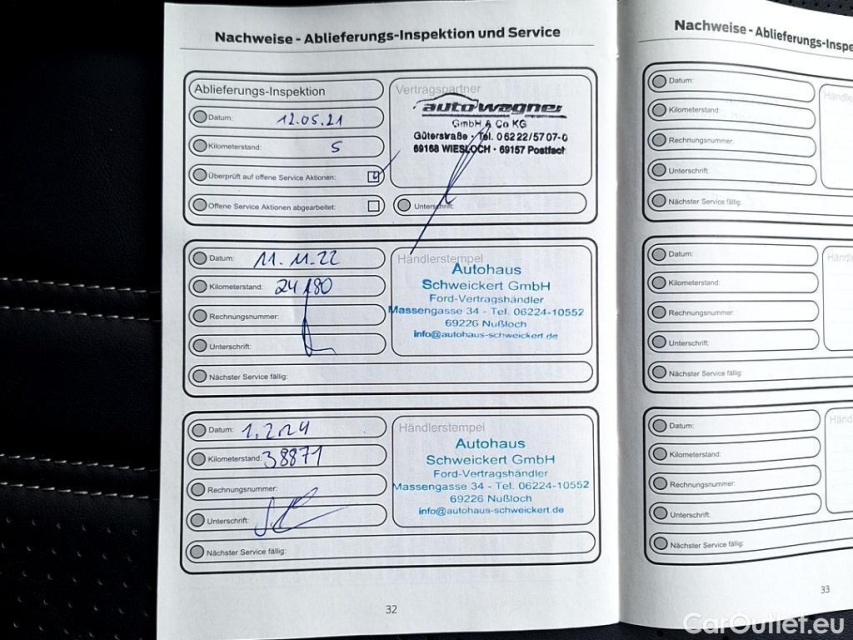 Nachweise - Ablieferungs-Inspektion und Service
Ablieferungs-Inspektion
Datum: 12.05.21
Kilometerstand: 5
Überprüft auf offene Service Aktionen:
Offene Service Aktionen abgearbeitet:
Vertragspartner
auto wagner
GmbH & Co KG
Güterstraße · Tel. 06222/5707-0
69168 WIESLOCH · 69157 Postfach
Unterschrift:
Datum: 11.11.22
Kilometerstand: 24180
Rechnungsnummer:
Unterschrift:
Nächster Service fällig:
Händlerstempel
Autohaus
Schweickert GmbH
Ford-Vertragshändler
Massengasse 34 - Tel. 06224-10552
69226 Nußloch
info@autohaus-schweickert.de
Datum: 1.2.24
Kilometerstand: 38871
Rechnungsnummer:
Unterschrift:
Nächster Service fällig:
Händlerstempel
Autohaus
Schweickert GmbH
Ford-Vertragshändler
Massengasse 34 - Tel. 06224-10552
69226 Nußloch
info@autohaus-schweickert.de
32
Nachweise - Ablieferungs-Inspe
Datum:
Kilometerstand:
Rechnungsnummer:
Unterschrift:
Nächster Service fällig:
Händle
Datum:
Kilometerstand:
Rechnungsnummer:
Unterschrift:
Nächster Service fällig:
Händ
Datum:
Kilometerstand:
Rechnungsnummer:
Unterschrift:
Nächster Service fällig:
Händ
33
CarOutlet.eu